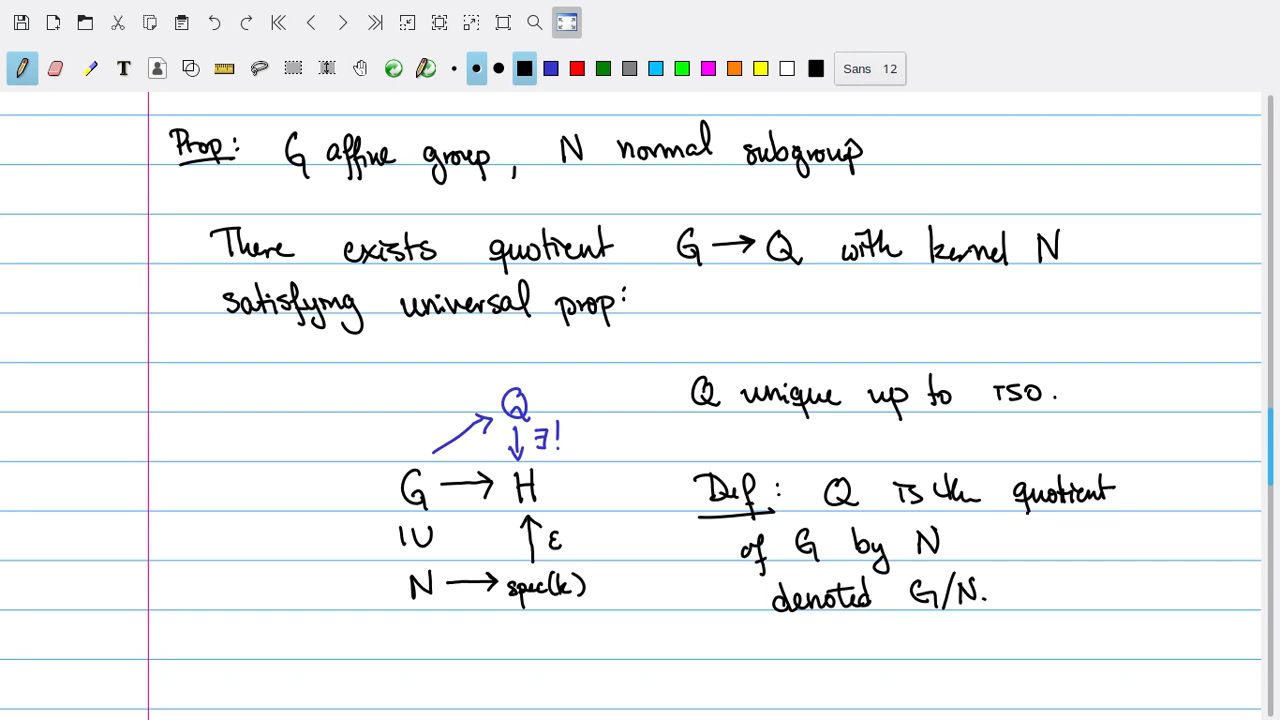 Sans 12
Prop: G affine group, N normal subgroup
There exists quotient G → Q with kernel N
satisfying universal prop:
Q unique up to iso.
Q
↓ ∃!
G → H
Def: Q is the quotient
IU
↑ ε
of G by N
N → spec(k)
denoted G/N.